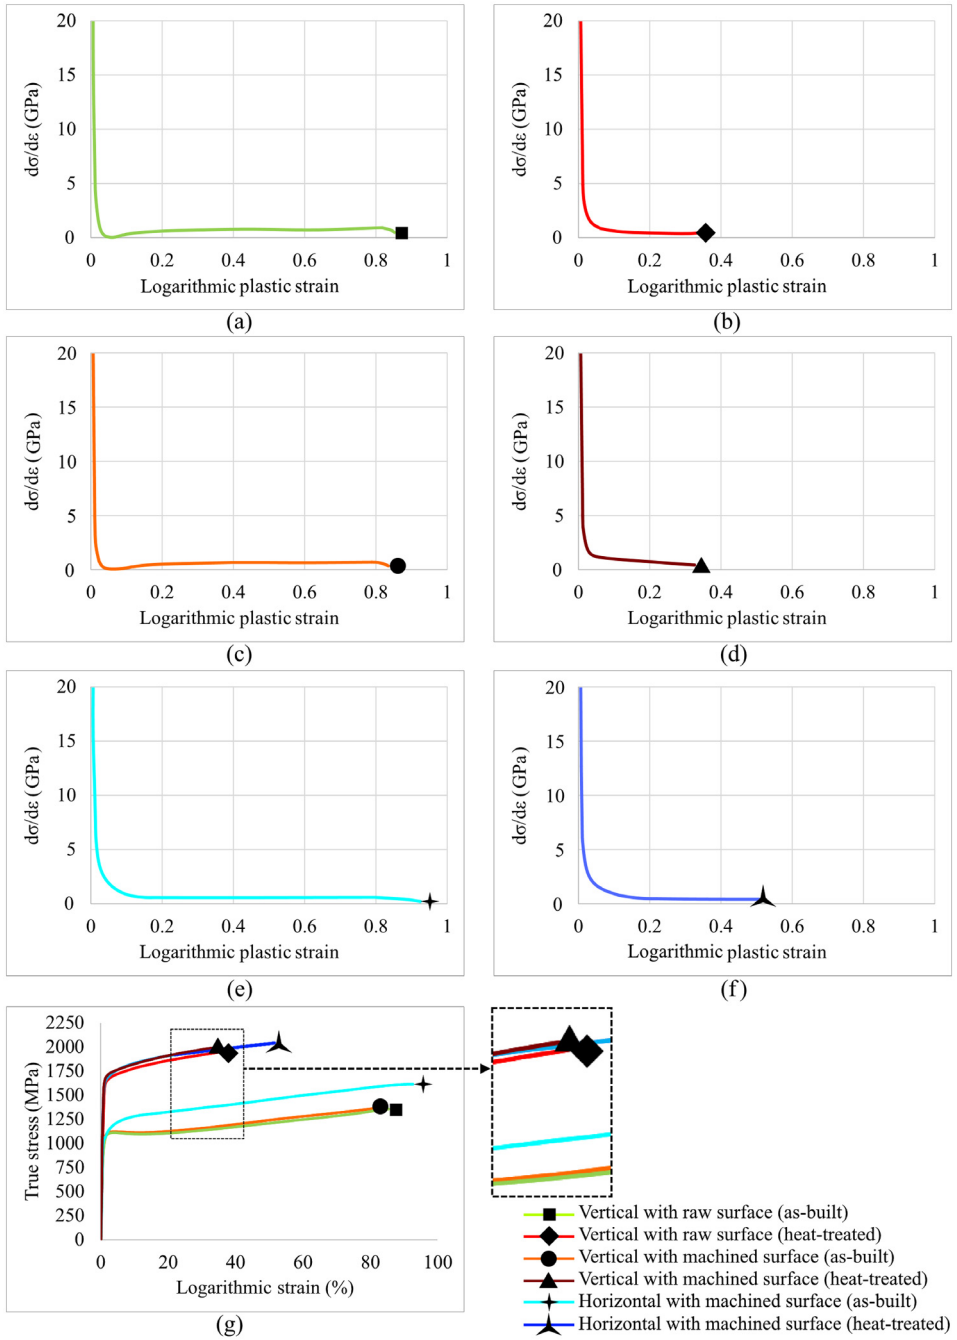 20
15
10
5
0
dσ/dε (GPa)
0 0.2 0.4 0.6 0.8 1
Logarithmic plastic strain
(a)
20
15
10
5
0
dσ/dε (GPa)
0 0.2 0.4 0.6 0.8 1
Logarithmic plastic strain
(b)
20
15
10
5
0
dσ/dε (GPa)
0 0.2 0.4 0.6 0.8 1
Logarithmic plastic strain
(c)
20
15
10
5
0
dσ/dε (GPa)
0 0.2 0.4 0.6 0.8 1
Logarithmic plastic strain
(d)
20
15
10
5
0
dσ/dε (GPa)
0 0.2 0.4 0.6 0.8 1
Logarithmic plastic strain
(e)
20
15
10
5
0
dσ/dε (GPa)
0 0.2 0.4 0.6 0.8 1
Logarithmic plastic strain
(f)
2250
2000
1750
1500
1250
1000
750
500
250
0
True stress (MPa)
0 20 40 60 80 100
Logarithmic strain (%)
(g)
Vertical with raw surface (as-built)
Vertical with raw surface (heat-treated)
Vertical with machined surface (as-built)
Vertical with machined surface (heat-treated)
Horizontal with machined surface (as-built)
Horizontal with machined surface (heat-treated)